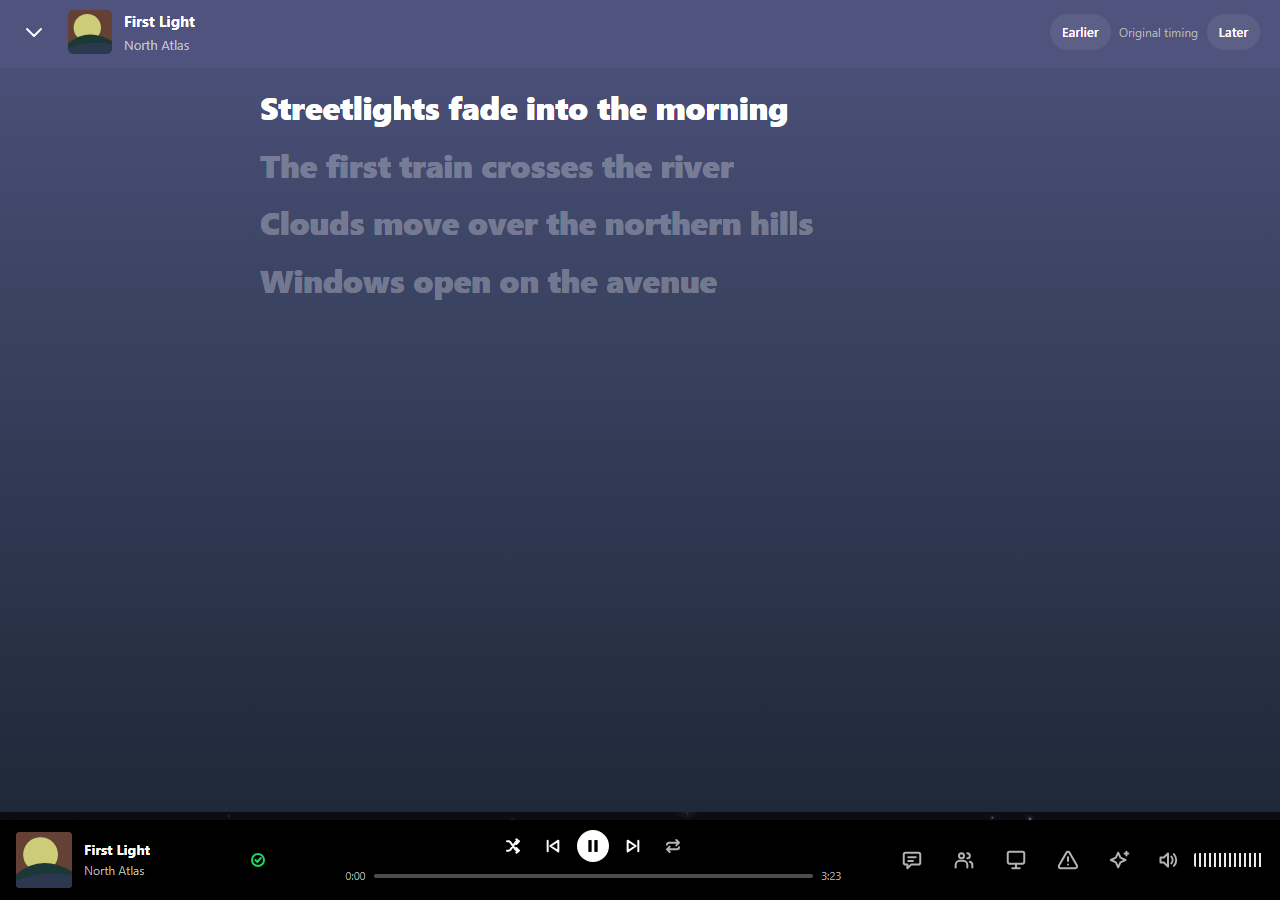 First Light
North Atlas
Earlier
Original timing
Later
Streetlights fade into the morning
The first train crosses the river
Clouds move over the northern hills
Windows open on the avenue
First Light
North Atlas
0:00
3:23